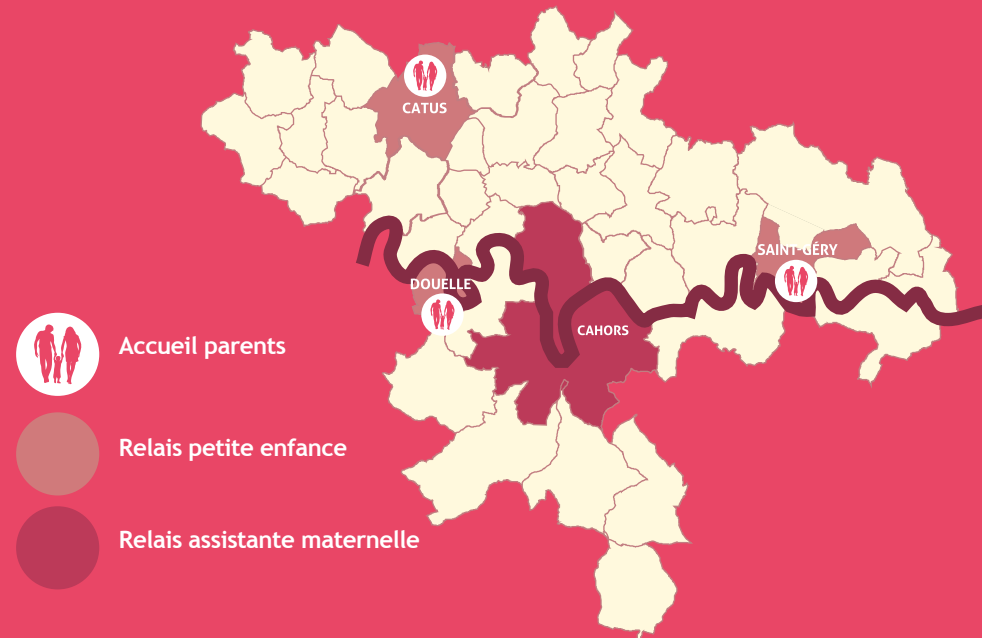 CATUS
SAINT-GÉRY
DOUELLE
CAHORS
Accueil parents
Relais petite enfance
Relais assistante maternelle